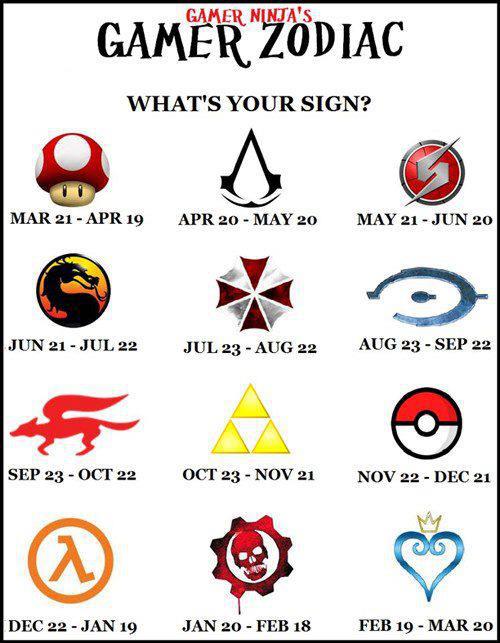 GAMER NINJA'S
GAMER ZODIAC
WHAT'S YOUR SIGN?
MAR 21 - APR 19
APR 20 - MAY 20
MAY 21 - JUN 20
JUN 21 - JUL 22
JUL 23 - AUG 22
AUG 23 - SEP 22
SEP 23 - OCT 22
OCT 23 - NOV 21
NOV 22 - DEC 21
λ
DEC 22 - JAN 19
JAN 20 - FEB 18
FEB 19 - MAR 20